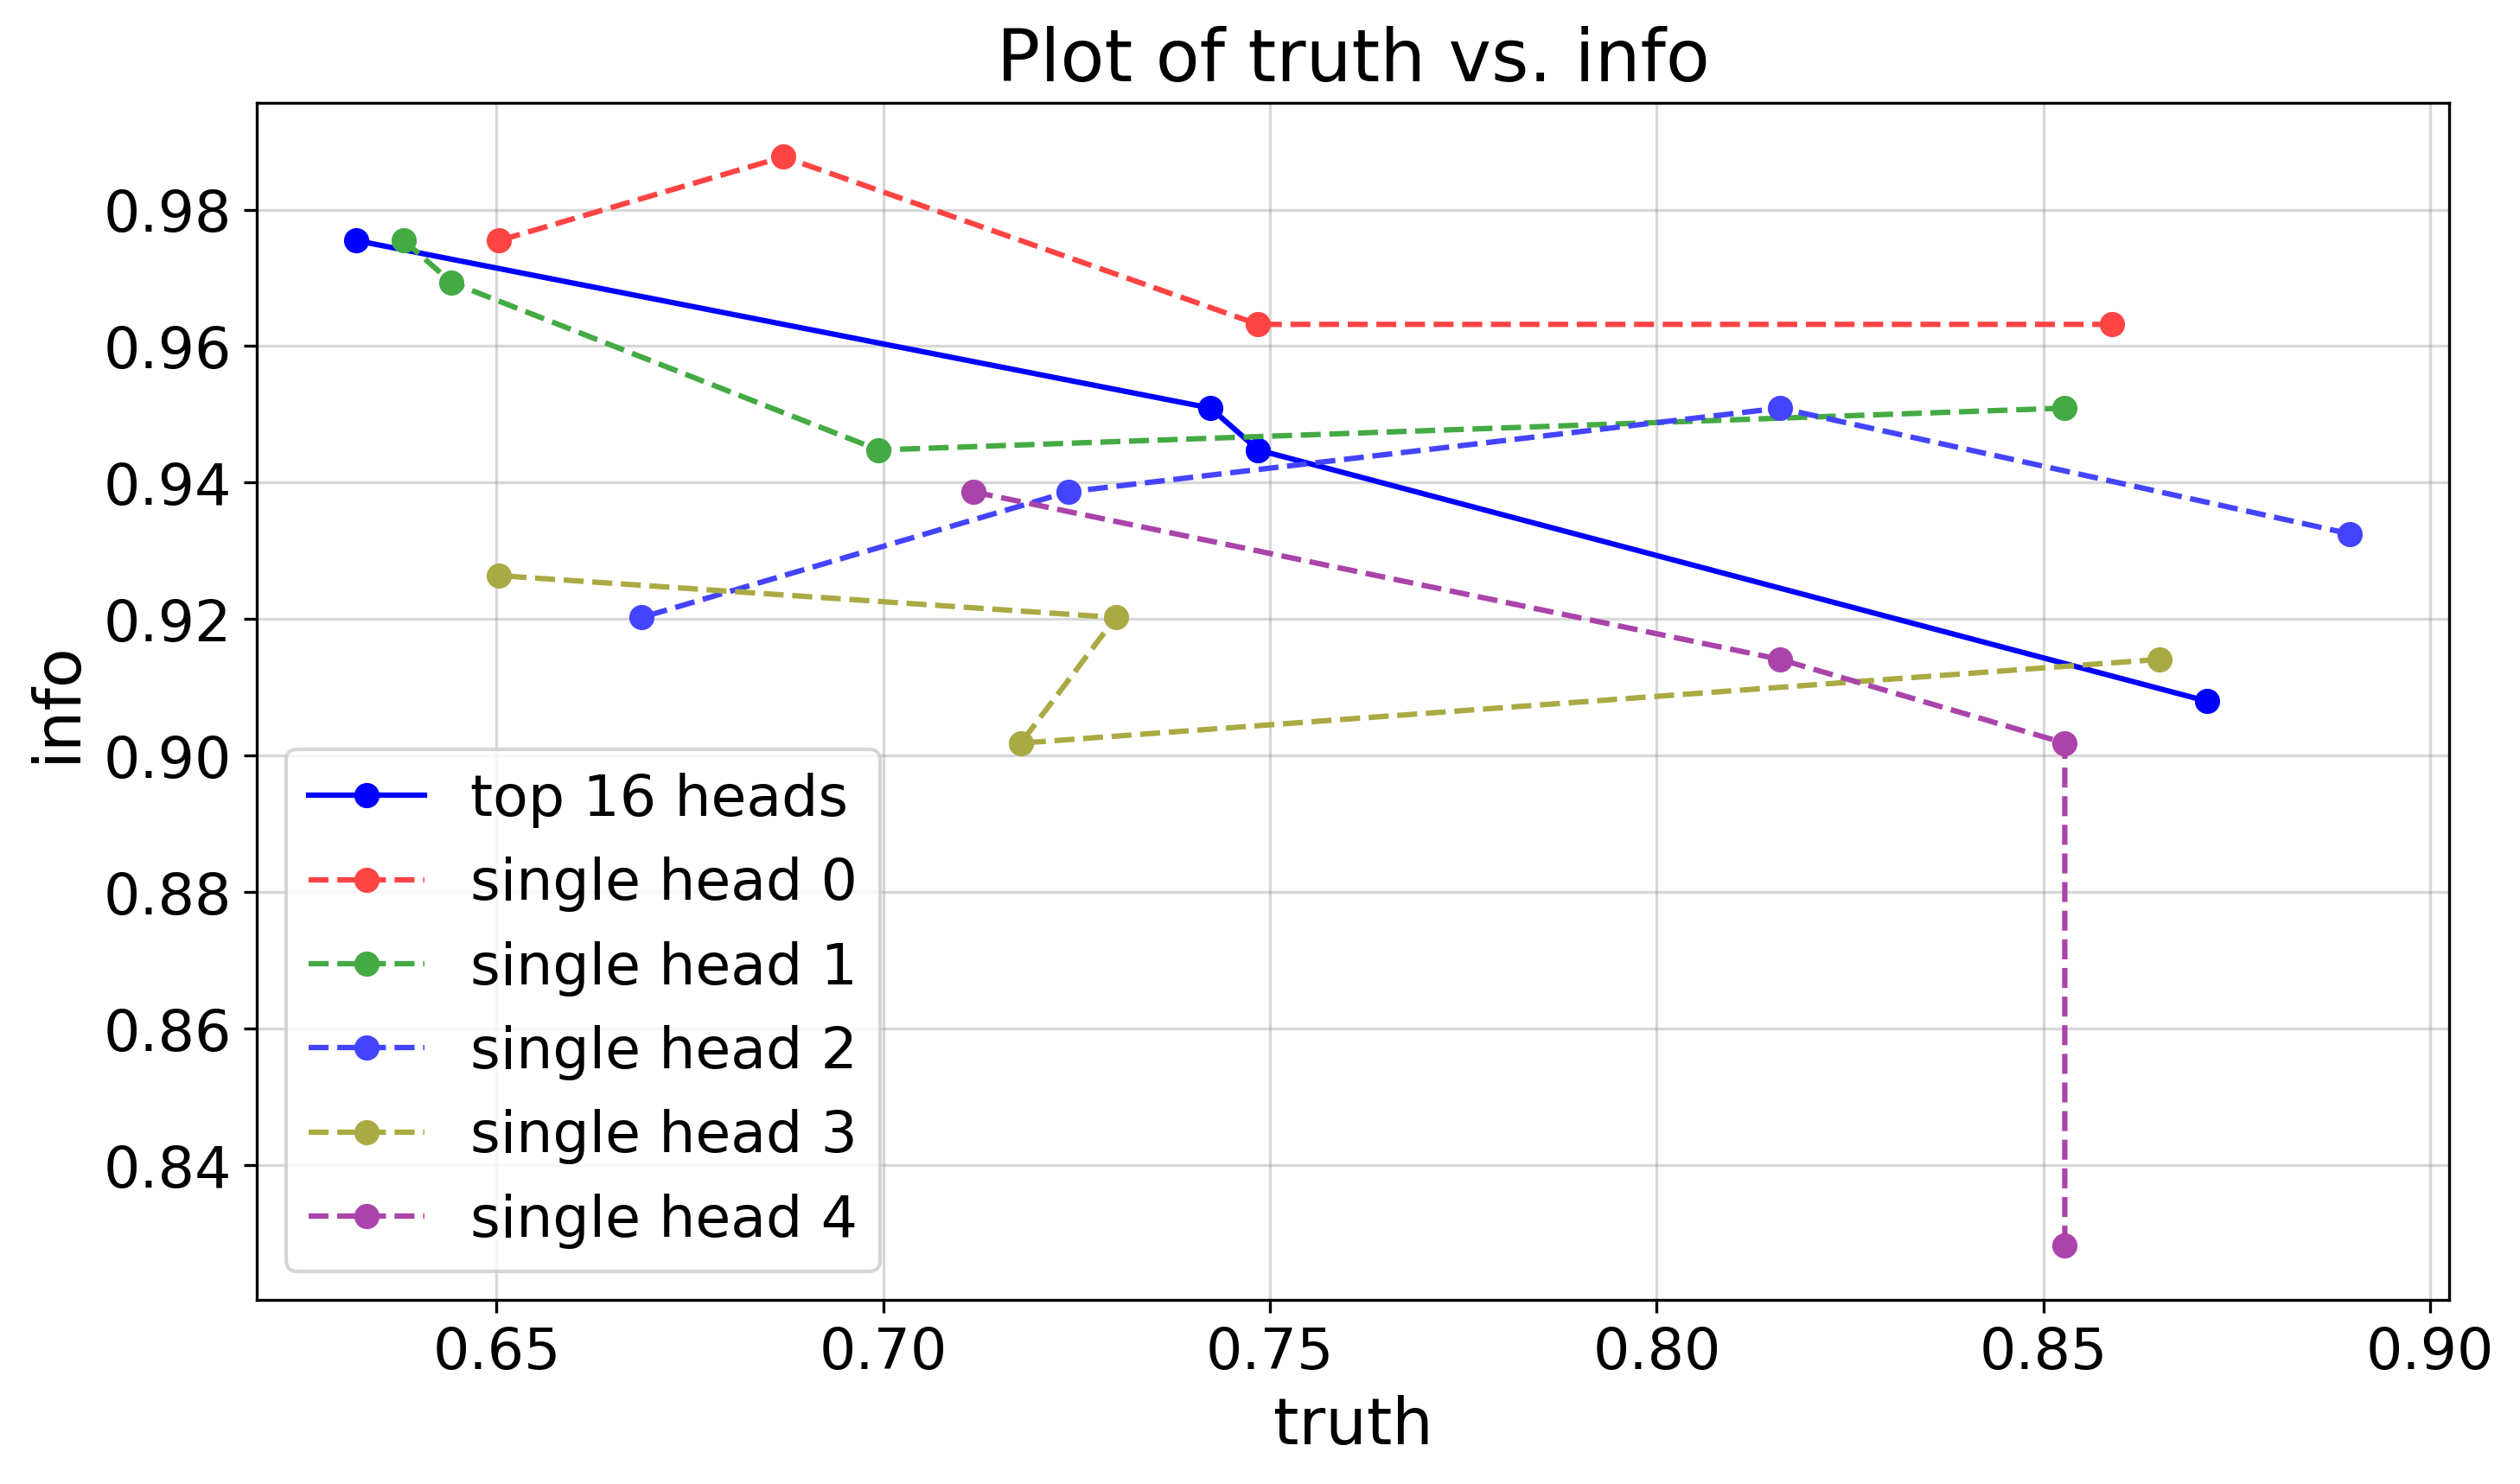 Plot of truth vs. info
info
0.98
0.96
0.94
0.92
0.90
0.88
0.86
0.84
top 16 heads
single head 0
single head 1
single head 2
single head 3
single head 4
0.65 0.70 0.75 0.80 0.85 0.90
truth